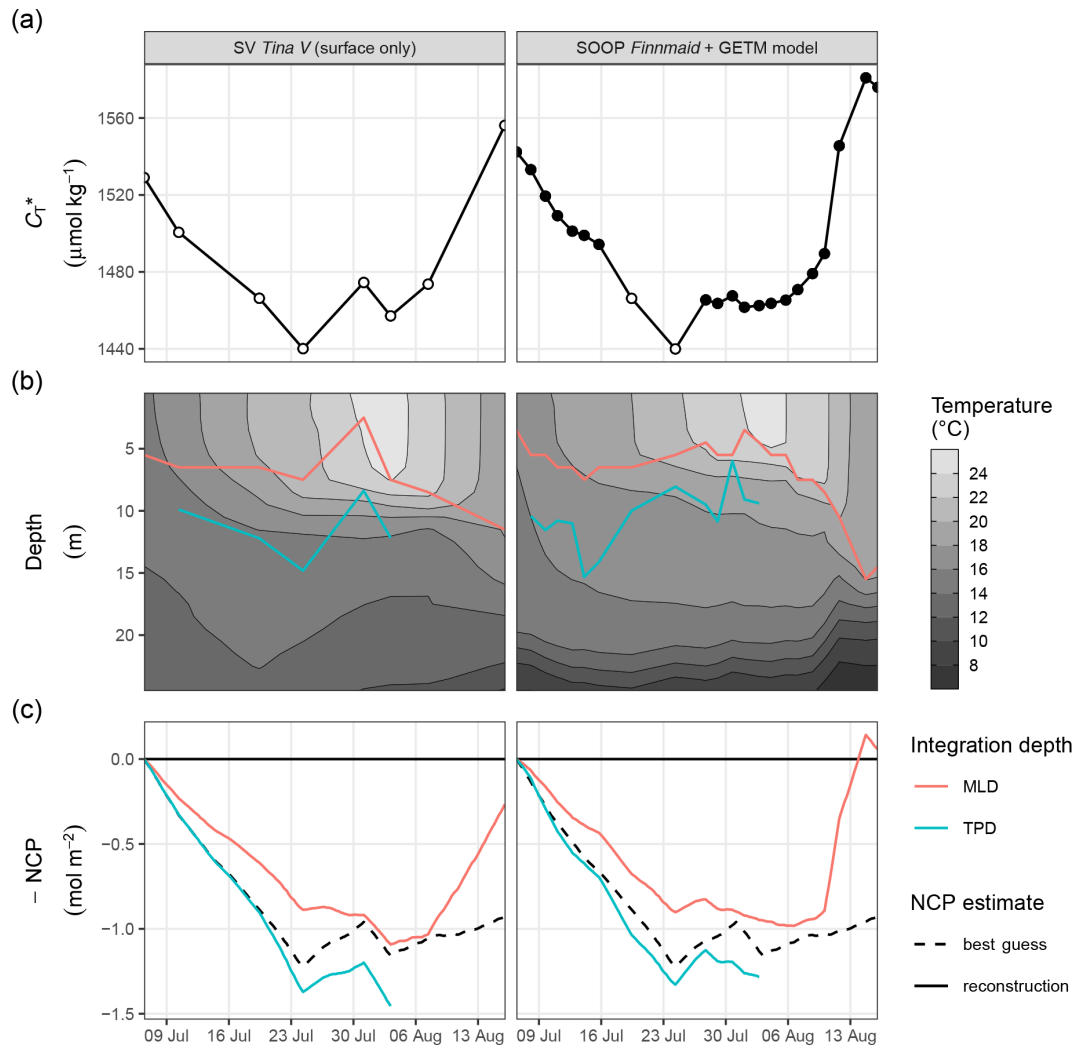 (a)
SV Tina V (surface only)
SOOP Finnmaid + GETM model
C_T*
(µmol kg⁻¹)
1560
1520
1480
1440
(b)
Depth
(m)
5
10
15
20
Temperature
(°C)
24
22
20
18
16
14
12
10
8
(c)
− NCP
(mol m⁻²)
0.0
−0.5
−1.0
−1.5
09 Jul 16 Jul 23 Jul 30 Jul 06 Aug 13 Aug
09 Jul 16 Jul 23 Jul 30 Jul 06 Aug 13 Aug
Integration depth
MLD
TPD
NCP estimate
best guess
reconstruction